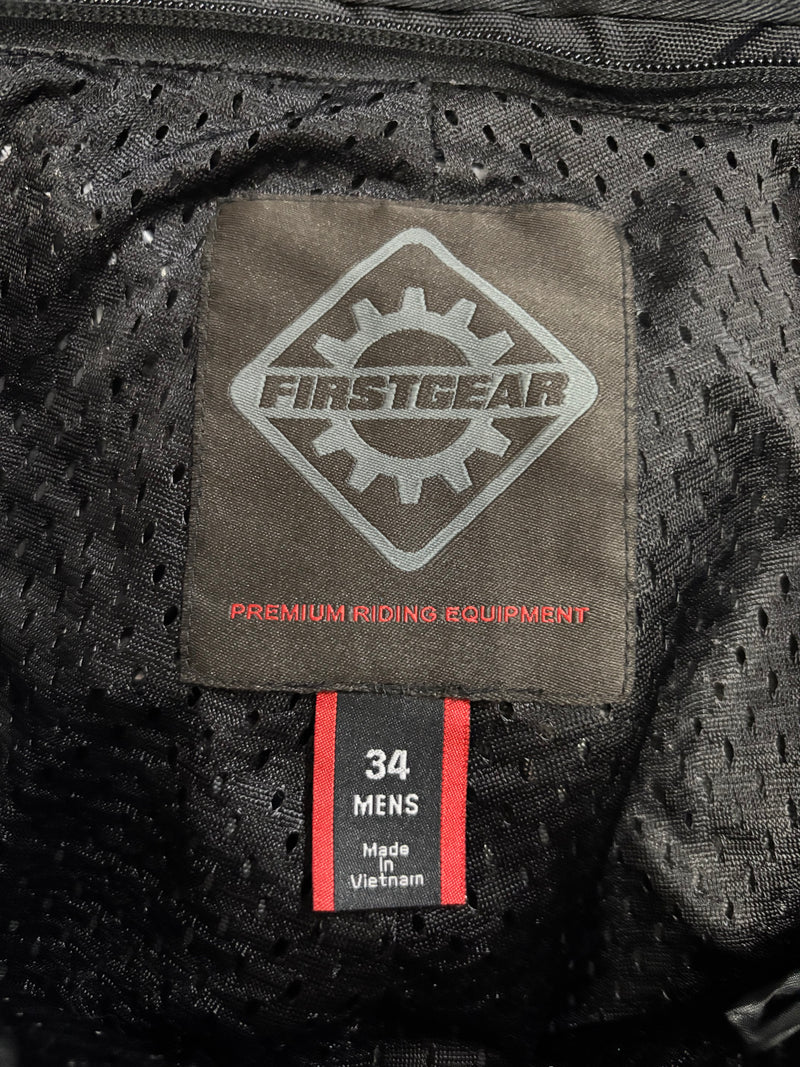 FIRSTGEAR
PREMIUM RIDING EQUIPMENT
34
MENS
Made
In
Vietnam